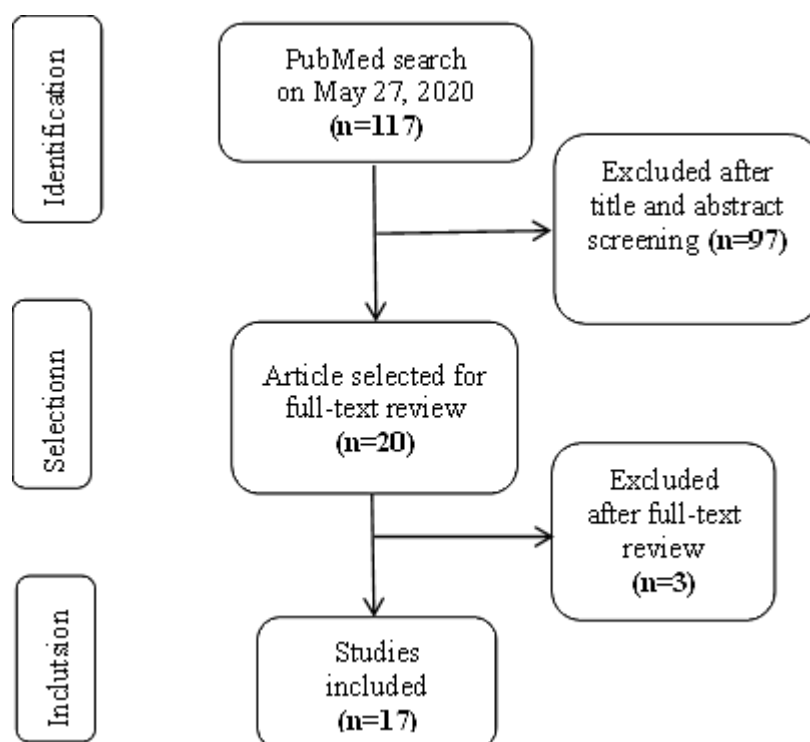 Identification
PubMed search
on May 27, 2020
(n=117)
Excluded after
title and abstract
screening (n=97)
Selectionn
Article selected for
full-text review
(n=20)
Excluded
after full-text
review
(n=3)
Inclutsion
Studies
included
(n=17)